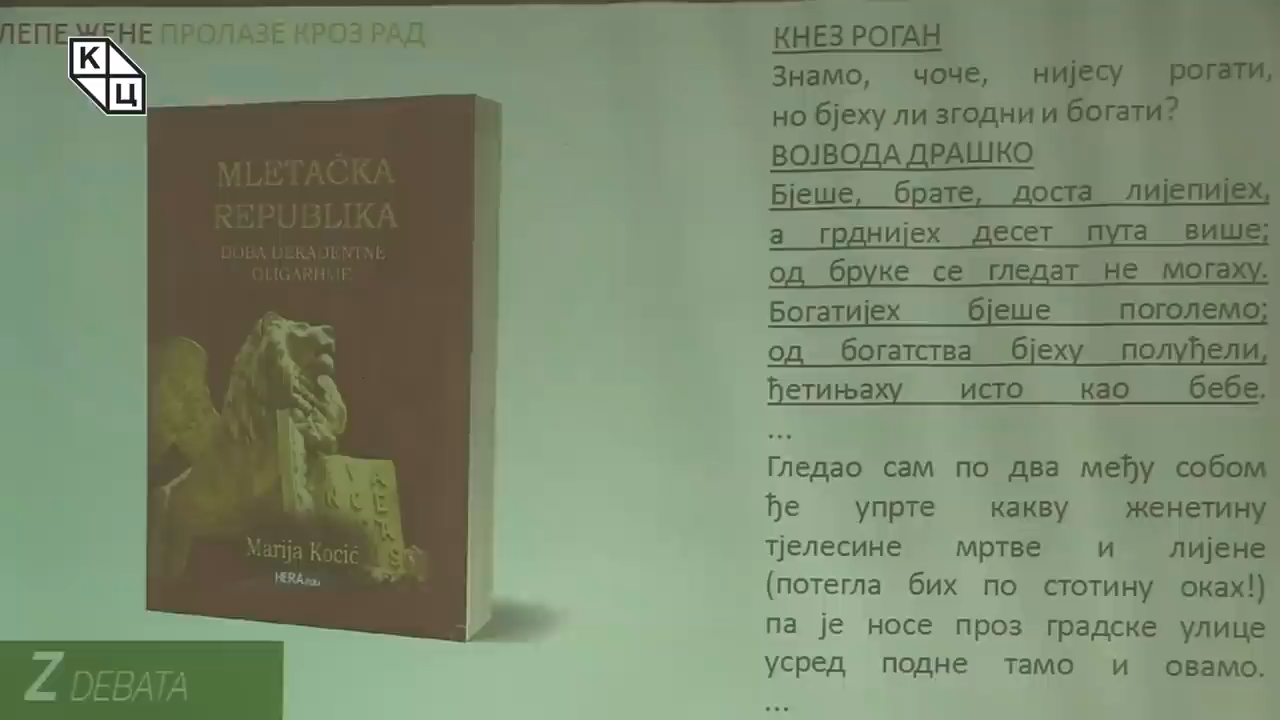 ЛЕПЕ ЖЕНЕ ПРОЛАЗЕ КРОЗ РАД
К
Ц
MLETAČKA
REPUBLIKA
DOBA DEKADENTNE
OLIGARHIJE
Marija Kocić
HERA
Z DEBATA
КНЕЗ РОГАН
Знамо, чоче, нијесу рогати,
но бјеху ли згодни и богати?
ВОЈВОДА ДРАШКО
Бјеше, брате, доста лијепијех,
а грднијех десет пута више;
од бруке се гледат не могаху.
Богатијех бјеше поголемо;
од богатства бјеху полуђели,
ђетињаху исто као бебе.
...
Гледао сам по два међу собом
ђе упрте какву женетину
тјелесине мртве и лијене
(потегла бих по стотину оках!)
па је носе проз градске улице
усред подне тамо и овамо.
...